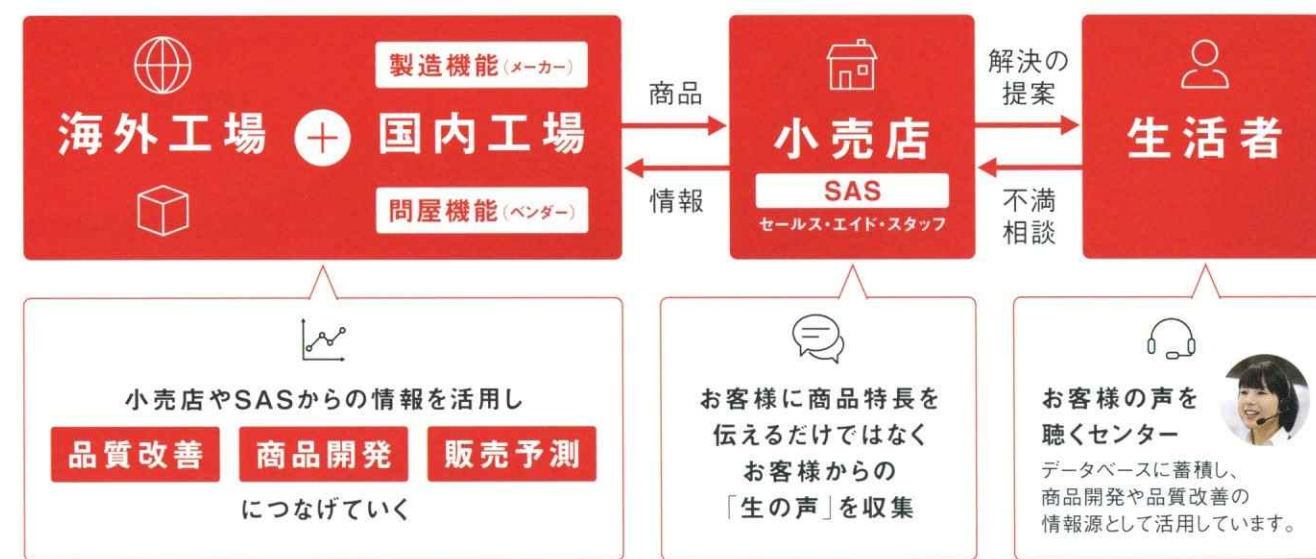 海外工場
+
製造機能(メーカー)
国内工場
問屋機能(ベンダー)
商品
情報
小売店
SAS
セールス・エイド・スタッフ
解決の
提案
不満
相談
生活者
小売店やSASからの情報を活用し
品質改善 商品開発 販売予測
につなげていく
お客様に商品特長を
伝えるだけではなく
お客様からの
「生の声」を収集
お客様の声を
聴くセンター
データベースに蓄積し、
商品開発や品質改善の
情報源として活用しています。